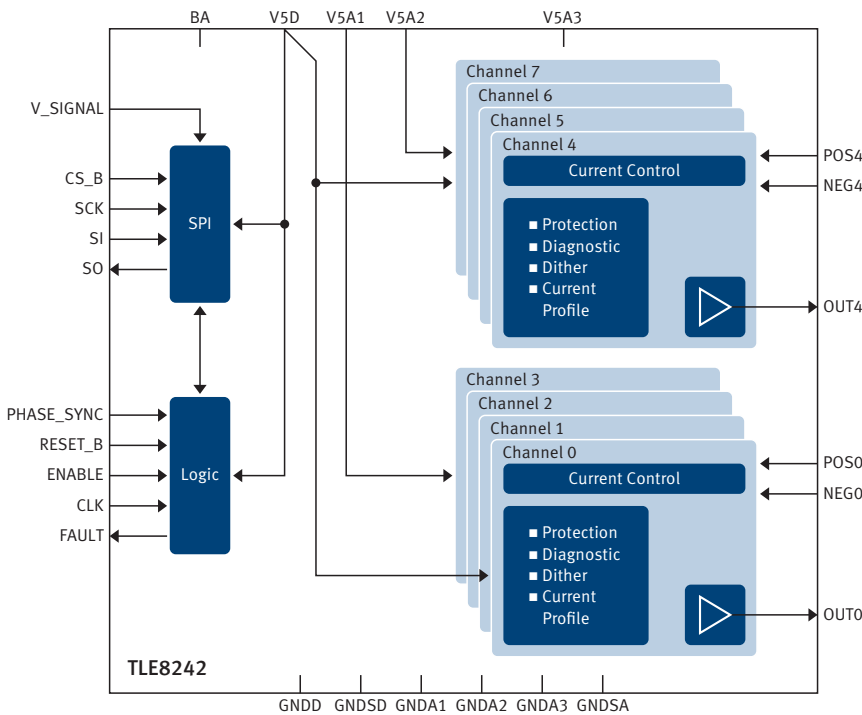 BA V5D V5A1 V5A2 V5A3
V_SIGNAL
CS_B
SCK
SI
SO
SPI
PHASE_SYNC
RESET_B
ENABLE
CLK
FAULT
Logic
Channel 7
Channel 6
Channel 5
Channel 4
Current Control
■ Protection
■ Diagnostic
■ Dither
■ Current
Profile
POS4
NEG4
OUT4
Channel 3
Channel 2
Channel 1
Channel 0
Current Control
■ Protection
■ Diagnostic
■ Dither
■ Current
Profile
POS0
NEG0
OUT0
TLE8242
GNDD GNDSD GNDA1 GNDA2 GNDA3 GNDSA